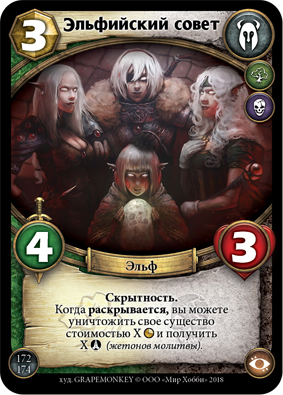 3
Эльфийский совет
4
Эльф
3
Скрытность.
Когда раскрывается, вы можете
уничтожить свое существо
стоимостью X и получить
X (жетонов молитвы).
172
174
худ. GRAPEMONKEY © ООО «Мир Хобби» 2018